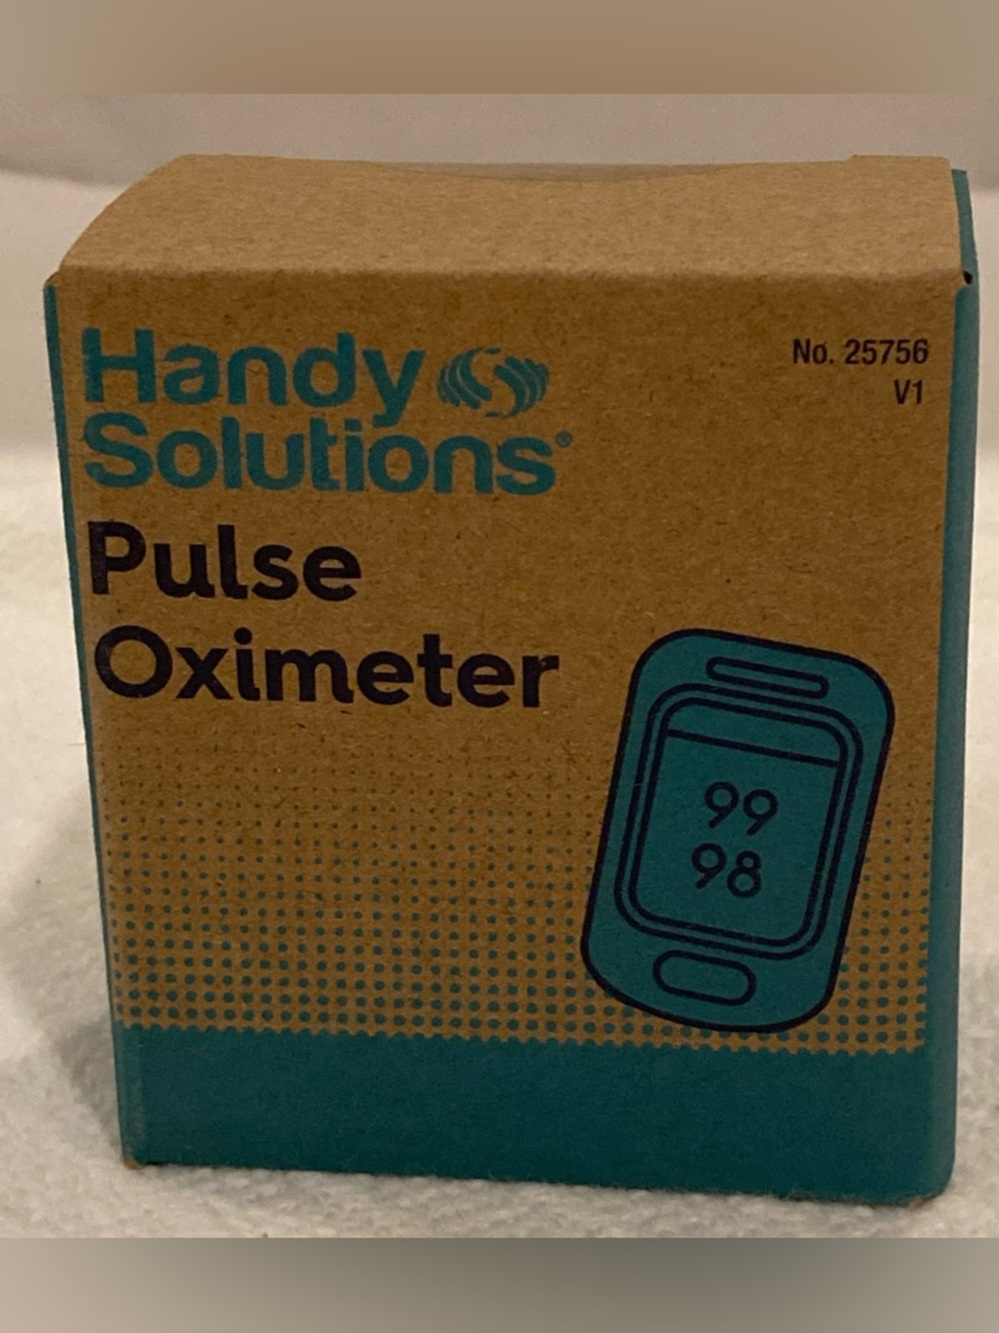 Handy
Solutions®
No. 25756
V1
Pulse
Oximeter
99
98